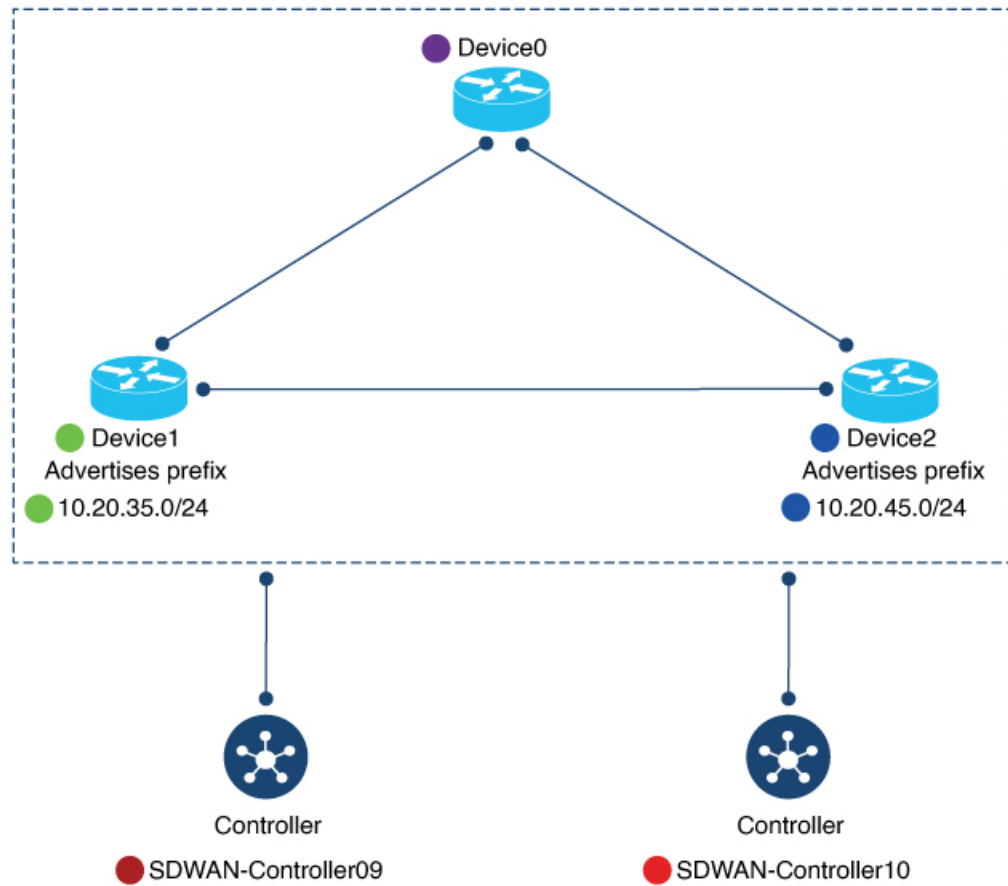 Device0
Device1
Advertises prefix
10.20.35.0/24
Device2
Advertises prefix
10.20.45.0/24
Controller
SDWAN-Controller09
Controller
SDWAN-Controller10